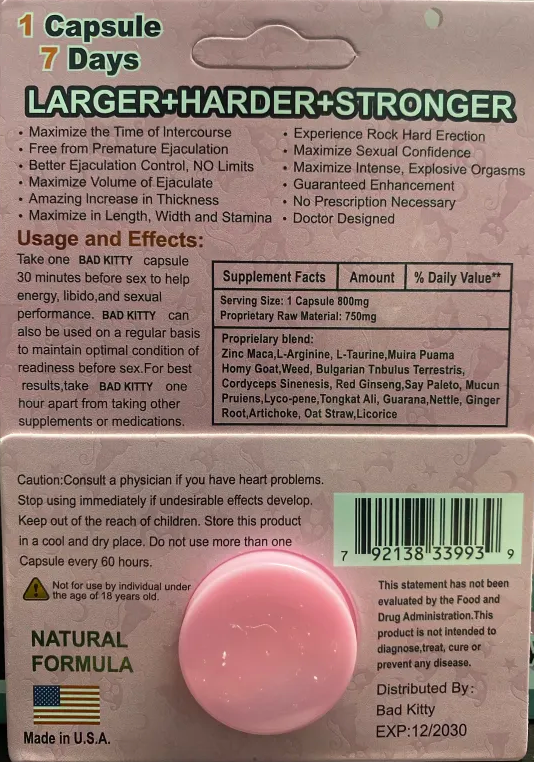 1 Capsule
7 Days
LARGER+HARDER+STRONGER
• Maximize the Time of Intercourse
• Free from Premature Ejaculation
• Better Ejaculation Control, NO Limits
• Maximize Volume of Ejaculate
• Amazing Increase in Thickness
• Maximize in Length, Width and Stamina
• Experience Rock Hard Erection
• Maximize Sexual Confidence
• Maximize Intense, Explosive Orgasms
• Guaranteed Enhancement
• No Prescription Necessary
• Doctor Designed
Usage and Effects:
Take one BAD KITTY capsule
30 minutes before sex to help
energy, libido,and sexual
performance. BAD KITTY can
also be used on a regular basis
to maintain optimal condition of
readiness before sex.For best
results,take BAD KITTY one
hour apart from taking other
supplements or medications.
Supplement Facts Amount % Daily Value**
Serving Size: 1 Capsule 800mg
Proprietary Raw Material: 750mg
Proprielary blend:
Zinc Maca,L-Arginine, L-Taurine,Muira Puama
Homy Goat,Weed, Bulgarian Tnbulus Terrestris,
Cordyceps Sinenesis, Red Ginseng,Say Paleto, Mucun
Pruiens,Lyco-pene,Tongkat Ali, Guarana,Nettle, Ginger
Root,Artichoke, Oat Straw,Licorice
Caution:Consult a physician if you have heart problems.
Stop using immediately if undesirable effects develop.
Keep out of the reach of children. Store this product
in a cool and dry place. Do not use more than one
Capsule every 60 hours.
Not for use by individual under
the age of 18 years old.
NATURAL
FORMULA
Made in U.S.A.
7 92138 33993 9
This statement has not been
evaluated by the Food and
Drug Administration.This
product is not intended to
diagnose,treat, cure or
prevent any disease.
Distributed By:
Bad Kitty
EXP:12/2030